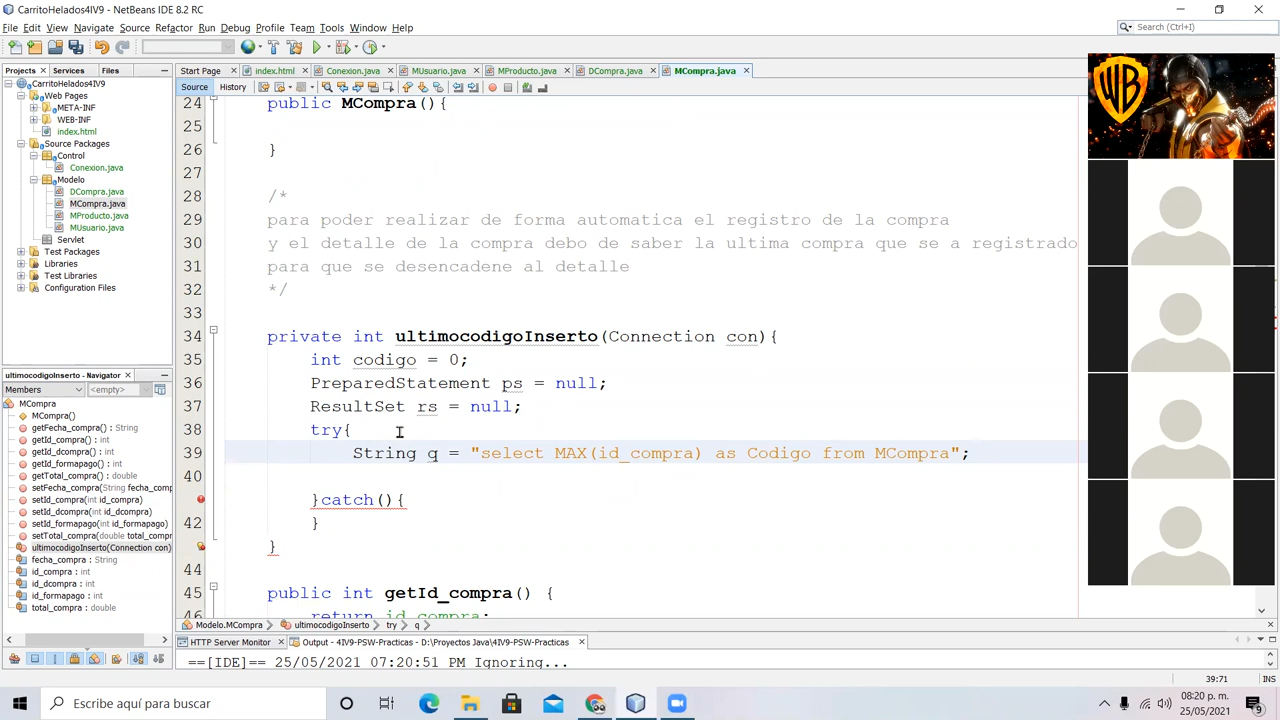 CarritoHelados4IV9 - NetBeans IDE 8.2 RC
File Edit View Navigate Source Refactor Run Debug Profile Team Tools Window Help
Search (Ctrl+I)
Projects Services Files
CarritoHelados4IV9
Web Pages
META-INF
WEB-INF
index.html
Source Packages
Control
Conexion.java
Modelo
DCompra.java
MCompra.java
MProducto.java
MUsuario.java
Servlet
Test Packages
Libraries
Test Libraries
Configuration Files
ultimocodigoInserto - Navigator
Members <empty>
MCompra
MCompra()
getFecha_compra() : String
getId_compra() : int
getId_dcompra() : int
getId_formapago() : int
getTotal_compra() : double
setFecha_compra(String fecha_comp
setId_compra(int id_compra)
setId_dcompra(int id_dcompra)
setId_formapago(int id_formapago)
setTotal_compra(double total_compr
ultimocodigoInserto(Connection con)
fecha_compra : String
id_compra : int
id_dcompra : int
id_formapago : int
total_compra : double
Start Page index.html Conexion.java MUsuario.java MProducto.java DCompra.java MCompra.java
Source History
24 public MCompra(){
25
26 }
27
28 /*
29 para poder realizar de forma automatica el registro de la compra
30 y el detalle de la compra debo de saber la ultima compra que se a registrado
31 para que se desencadene al detalle
32 */
33
34 private int ultimocodigoInserto(Connection con){
35 int codigo = 0;
36 PreparedStatement ps = null;
37 ResultSet rs = null;
38 try{
39 String q = "select MAX(id_compra) as Codigo from MCompra";
40
}catch(){
42 }
}
44
45 public int getId_compra() {
46 return id_compra;
Modelo.MCompra ultimocodigoInserto try q
HTTP Server Monitor Output - 4IV9-PSW-Practicas - D:\Proyectos Java\4IV9-PSW-Practicas
==[IDE]== 25/05/2021 07:20:51 PM Ignoring...
39:71 INS
WB
Escribe aquí para buscar
08:20 p. m.
25/05/2021
9